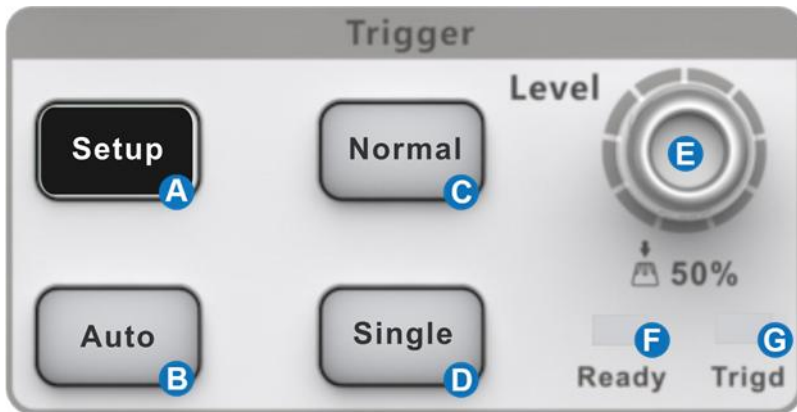 Trigger
Level
Setup
A
Normal
C
E
50%
Auto
B
Single
D
F
G
Ready
Trigd